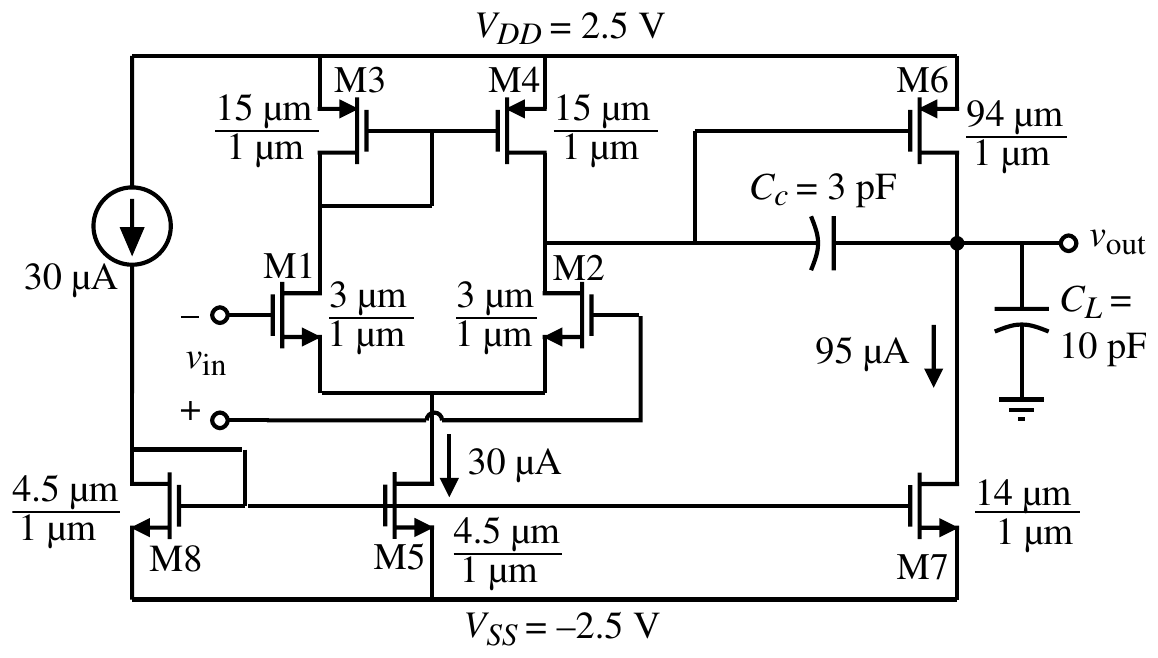 V_DD = 2.5 V
M3
M4
M6
15 µm
1 µm
15 µm
1 µm
94 µm
1 µm
C_c = 3 pF
v_out
30 µA
M1
M2
3 µm
1 µm
3 µm
1 µm
C_L =
10 pF
–
v_in
+
95 µA
30 µA
4.5 µm
1 µm
M8
M5
4.5 µm
1 µm
14 µm
1 µm
M7
V_SS = –2.5 V